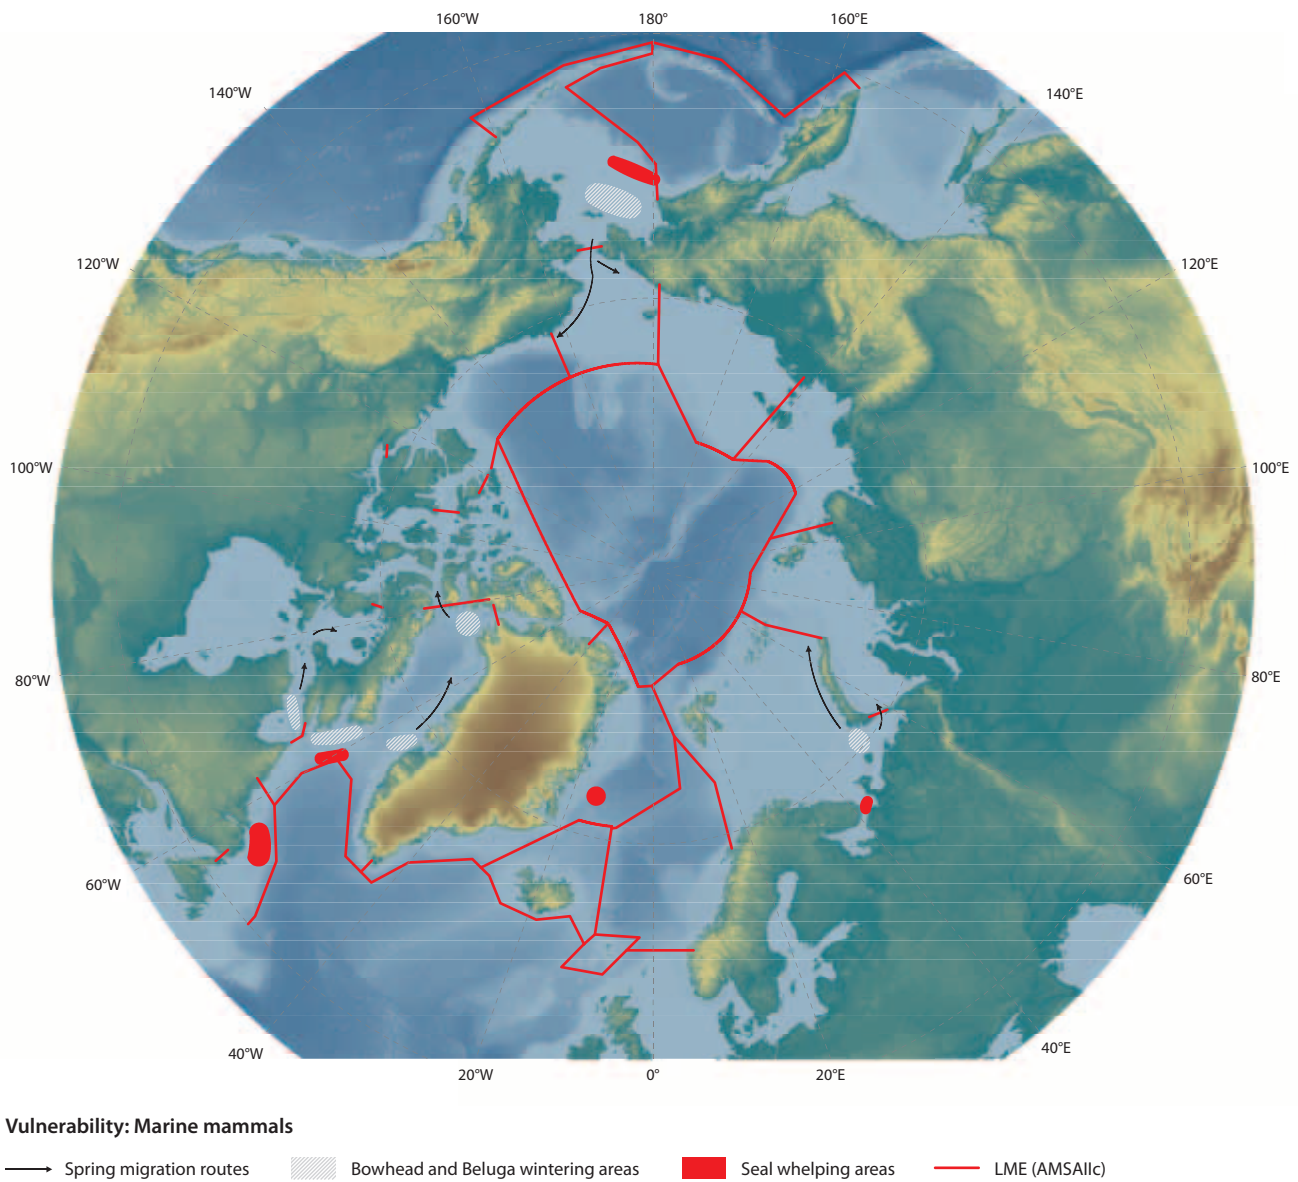 160°W 180° 160°E
140°W 140°E
120°W 120°E
100°W 100°E
80°W 80°E
60°W 60°E
40°W 40°E
20°W 0° 20°E
Vulnerability: Marine mammals
Spring migration routes Bowhead and Beluga wintering areas Seal whelping areas LME (AMSAIIc)